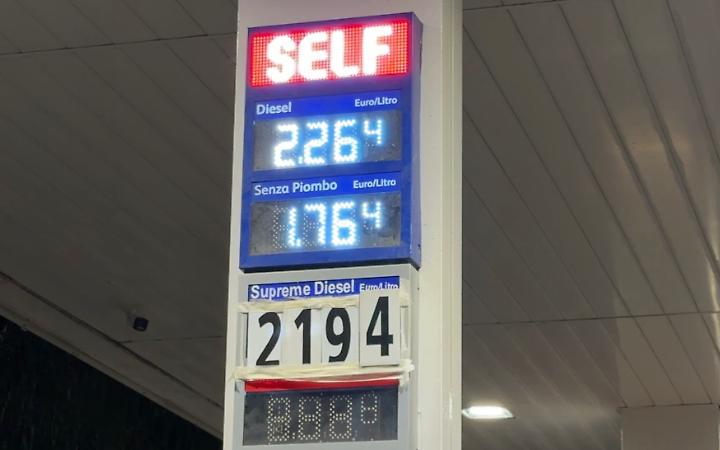 SELF
Diesel Euro/Litro
2.264
Senza Piombo Euro/Litro
1.764
Supreme Diesel Euro/Litro
2194